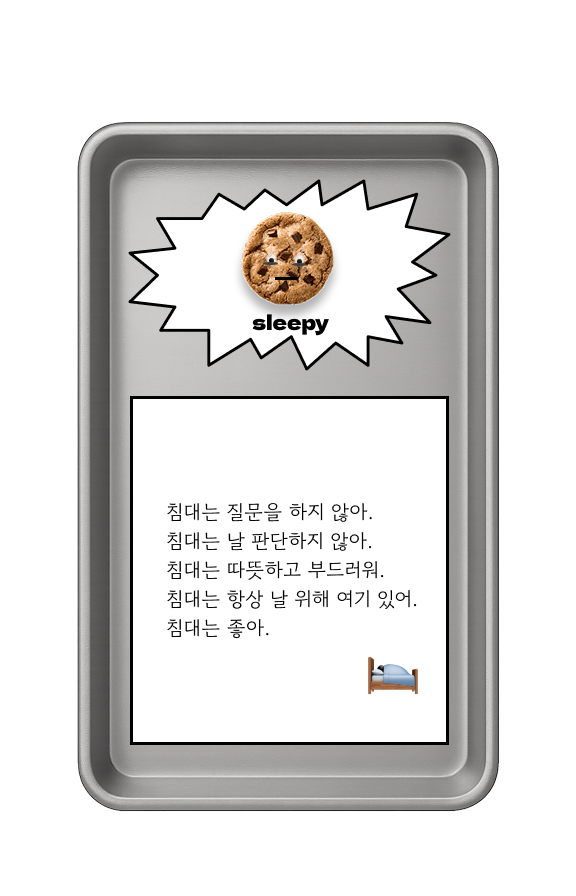 sleepy
침대는 질문을 하지 않아.
침대는 날 판단하지 않아.
침대는 따뜻하고 부드러워.
침대는 항상 날 위해 여기 있어.
침대는 좋아.